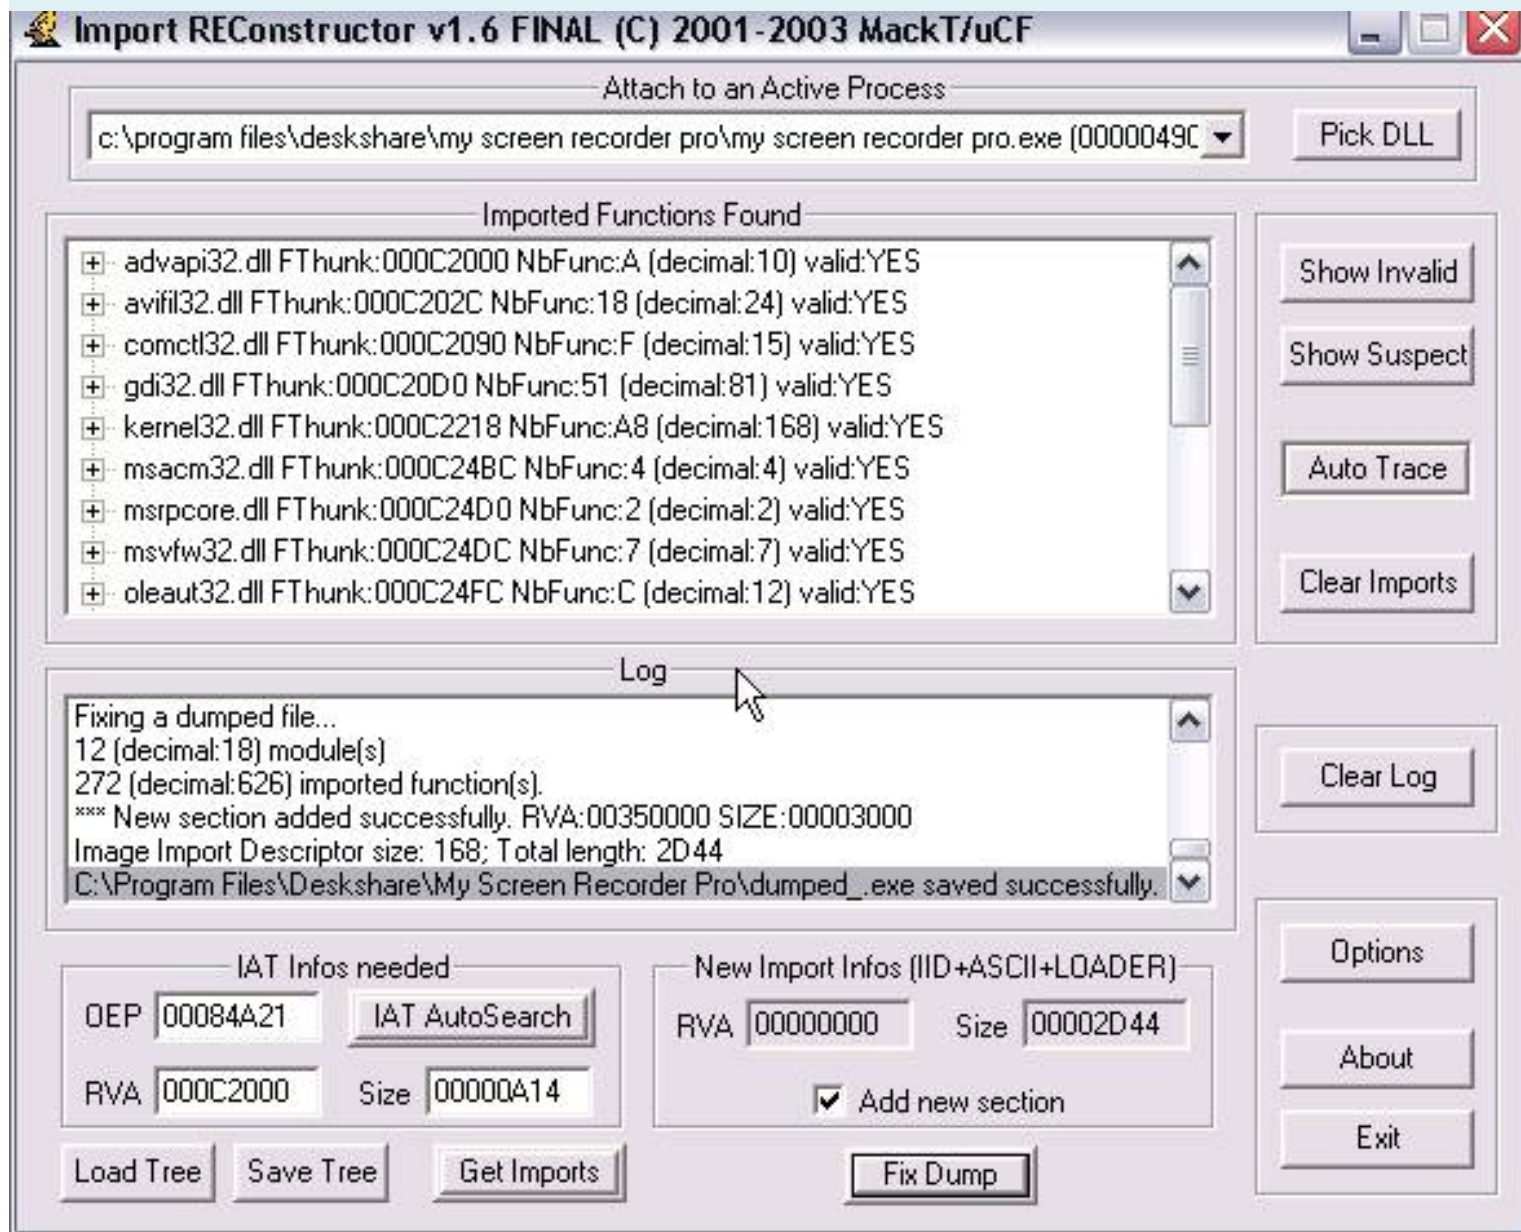 Import REConstructor v1.6 FINAL (C) 2001-2003 MackT/uCF
Attach to an Active Process
c:\program files\deskshare\my screen recorder pro\my screen recorder pro.exe (0000049C
Pick DLL
Imported Functions Found
advapi32.dll FThunk:000C2000 NbFunc:A (decimal:10) valid:YES
avifil32.dll FThunk:000C202C NbFunc:18 (decimal:24) valid:YES
comctl32.dll FThunk:000C2090 NbFunc:F (decimal:15) valid:YES
gdi32.dll FThunk:000C20D0 NbFunc:51 (decimal:81) valid:YES
kernel32.dll FThunk:000C2218 NbFunc:A8 (decimal:168) valid:YES
msacm32.dll FThunk:000C24BC NbFunc:4 (decimal:4) valid:YES
msrpcore.dll FThunk:000C24D0 NbFunc:2 (decimal:2) valid:YES
msvfw32.dll FThunk:000C24DC NbFunc:7 (decimal:7) valid:YES
oleaut32.dll FThunk:000C24FC NbFunc:C (decimal:12) valid:YES
Show Invalid
Show Suspect
Auto Trace
Clear Imports
Log
Fixing a dumped file...
12 (decimal:18) module(s)
272 (decimal:626) imported function(s).
*** New section added successfully. RVA:00350000 SIZE:00003000
Image Import Descriptor size: 168; Total length: 2D44
C:\Program Files\Deskshare\My Screen Recorder Pro\dumped_.exe saved successfully.
Clear Log
IAT Infos needed
OEP 00084A21 IAT AutoSearch
RVA 000C2000 Size 00000A14
New Import Infos (IID+ASCII+LOADER)
RVA 00000000 Size 00002D44
Add new section
Options
About
Exit
Load Tree Save Tree Get Imports Fix Dump